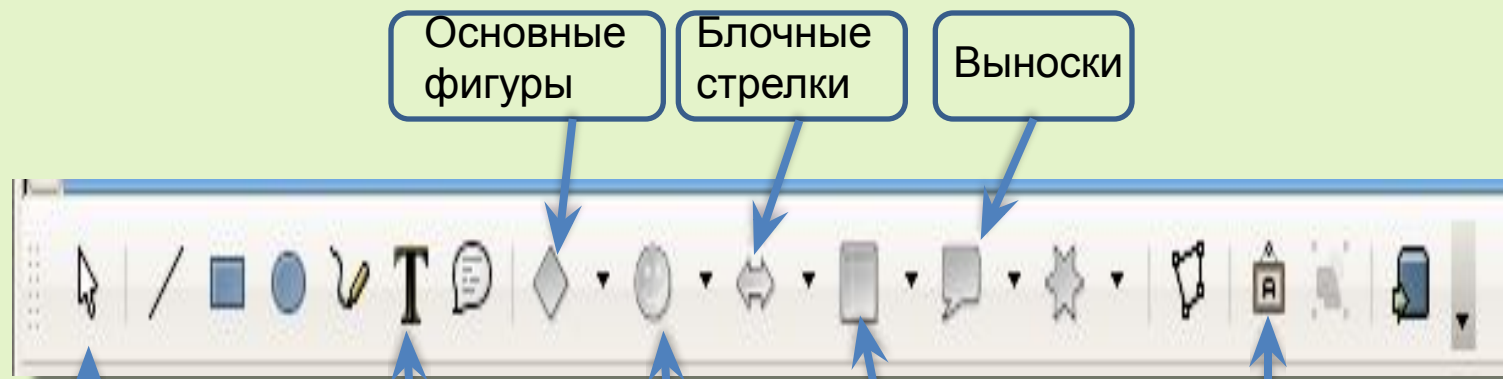 Основные
фигуры
Блочные
стрелки
Выноски
T
A